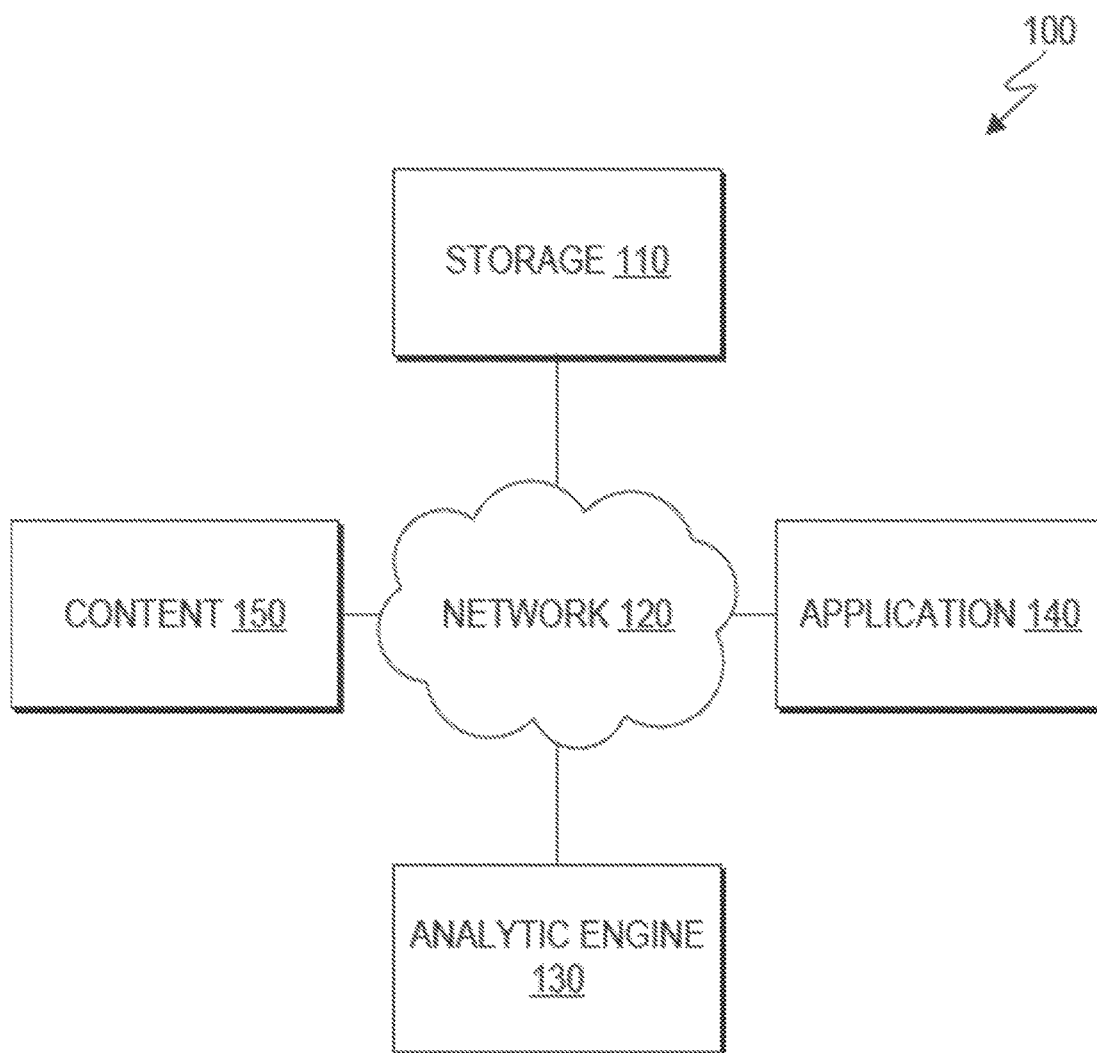 100
STORAGE 110
CONTENT 150
NETWORK 120
APPLICATION 140
ANALYTIC ENGINE
130